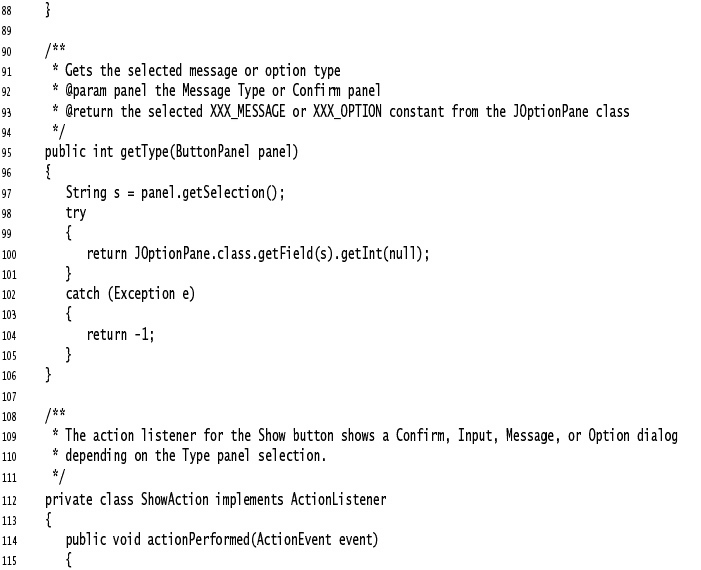 88 }
89
90 /**
91  * Gets the selected message or option type
92  * @param panel the Message Type or Confirm panel
93  * @return the selected XXX_MESSAGE or XXX_OPTION constant from the JOptionPane class
94  */
95 public int getType(ButtonPanel panel)
96 {
97    String s = panel.getSelection();
98    try
99    {
100       return JOptionPane.class.getField(s).getInt(null);
101    }
102    catch (Exception e)
103    {
104       return -1;
105    }
106 }
107
108 /**
109  * The action listener for the Show button shows a Confirm, Input, Message, or Option dialog
110  * depending on the Type panel selection.
111  */
112 private class ShowAction implements ActionListener
113 {
114    public void actionPerformed(ActionEvent event)
115    {